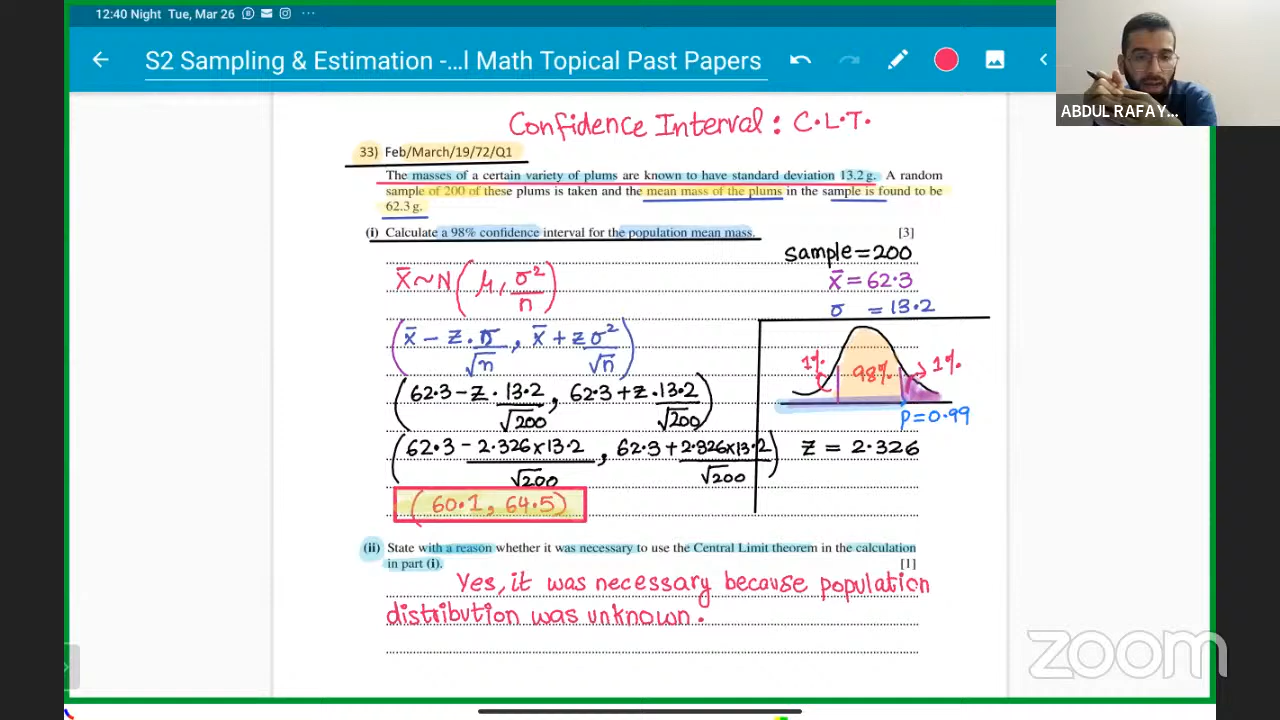 12:40 Night Tue, Mar 26 ···
S2 Sampling & Estimation -...l Math Topical Past Papers
ABDUL RAFAY...
Confidence Interval: C.L.T.
33) Feb/March/19/72/Q1
The masses of a certain variety of plums are known to have standard deviation 13.2 g. A random
sample of 200 of these plums is taken and the mean mass of the plums in the sample is found to be
62.3 g.
(i) Calculate a 98% confidence interval for the population mean mass. [3]
sample = 200
x̄ = 62.3
σ = 13.2
X̄ ~ N(μ, σ²/n)
(x̄ - z.σ/√n, x̄ + zσ²/√n)
1% 98% 1%
P = 0.99
(62.3 - z.13.2/√200, 62.3 + z.13.2/√200)
(62.3 - 2.326×13.2/√200, 62.3 + 2.326×13.2/√200) z = 2.326
(60.1, 64.5)
(ii) State with a reason whether it was necessary to use the Central Limit theorem in the calculation
in part (i). [1]
Yes, it was necessary because population
distribution was unknown.
zoom